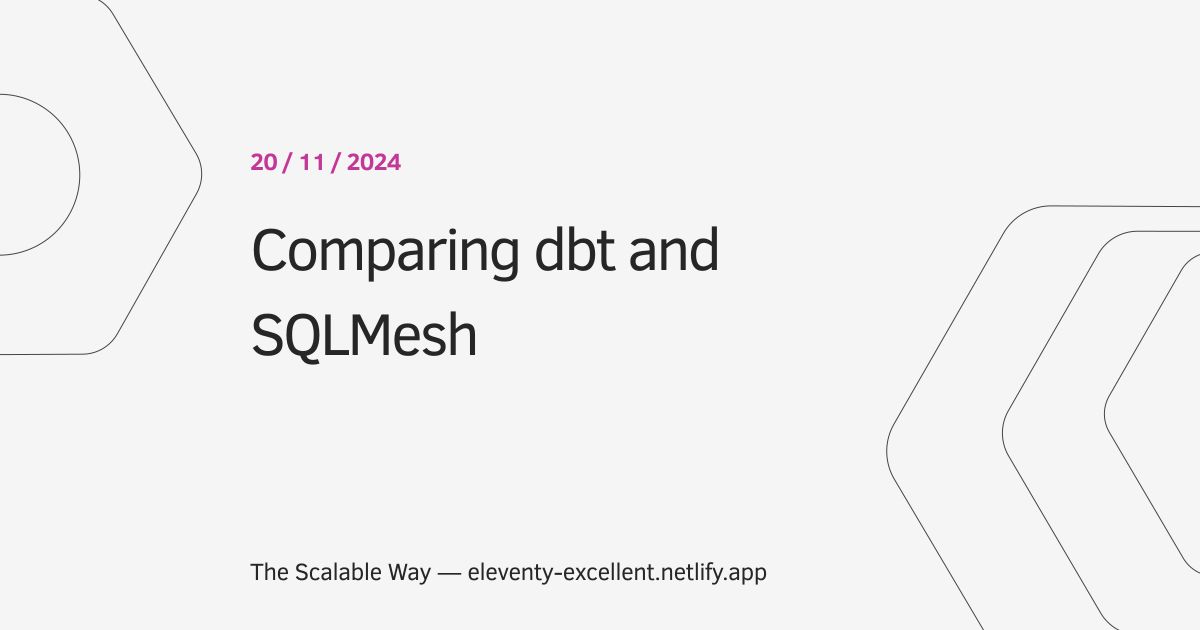 20 / 11 / 2024
Comparing dbt and
SQLMesh
The Scalable Way — eleventy-excellent.netlify.app